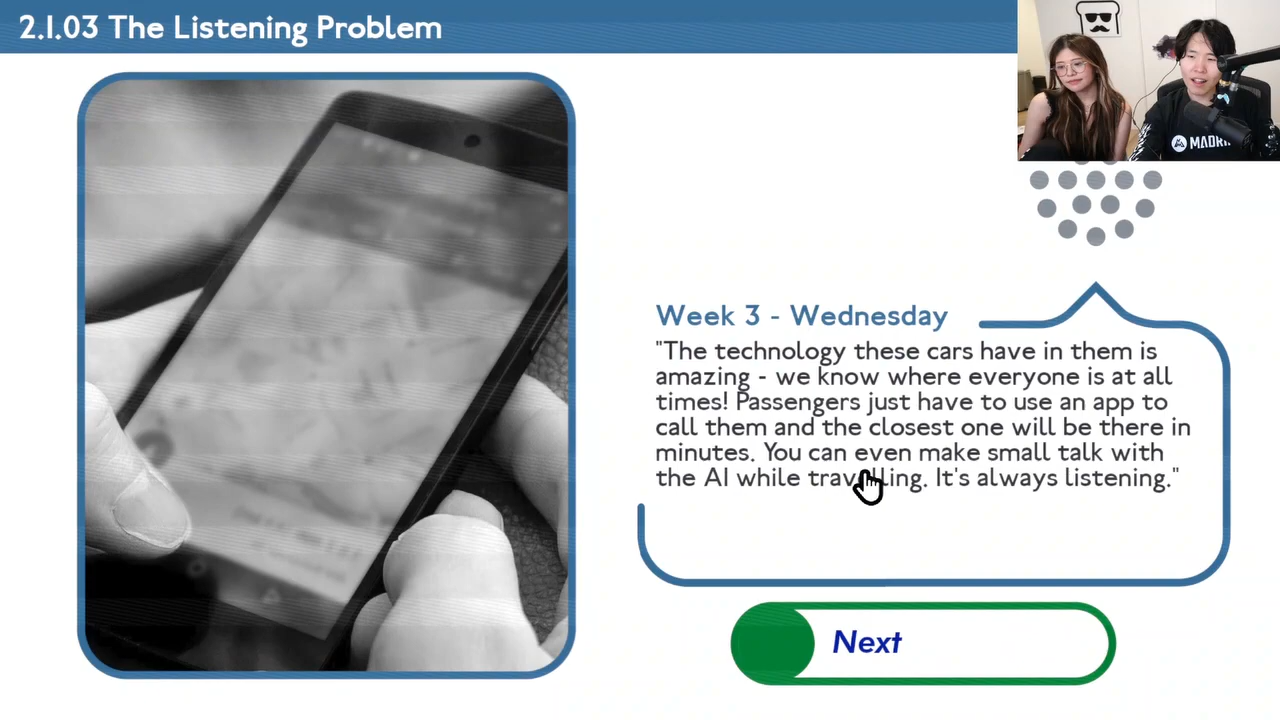 2.1.03 The Listening Problem
MADRI
Week 3 - Wednesday
"The technology these cars have in them is
amazing - we know where everyone is at all
times! Passengers just have to use an app to
call them and the closest one will be there in
minutes. You can even make small talk with
the AI while travelling. It's always listening."
Next